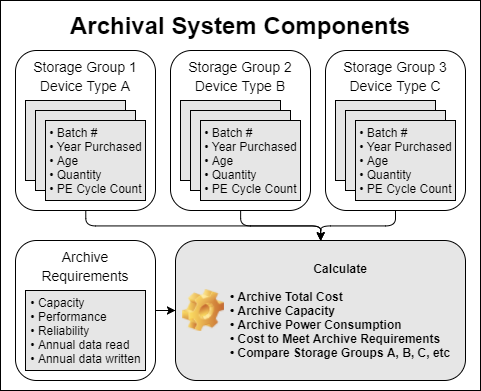 Archival System Components
Storage Group 1
Device Type A
• Batch #
• Year Purchased
• Age
• Quantity
• PE Cycle Count
Storage Group 2
Device Type B
• Batch #
• Year Purchased
• Age
• Quantity
• PE Cycle Count
Storage Group 3
Device Type C
• Batch #
• Year Purchased
• Age
• Quantity
• PE Cycle Count
Archive
Requirements
• Capacity
• Performance
• Reliability
• Annual data read
• Annual data written
Calculate
• Archive Total Cost
• Archive Capacity
• Archive Power Consumption
• Cost to Meet Archive Requirements
• Compare Storage Groups A, B, C, etc